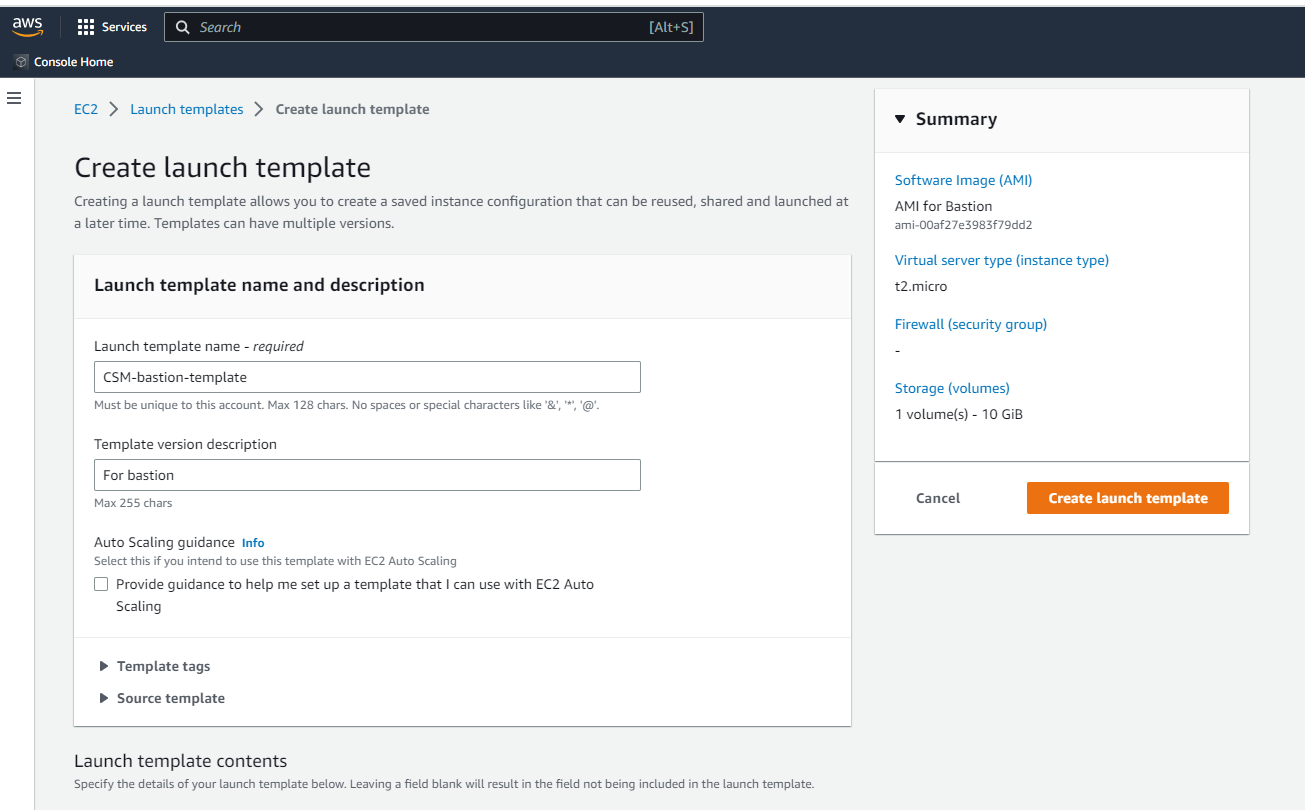 aws
Services
Search
[Alt+S]
Console Home
EC2
Launch templates
Create launch template
Create launch template
Creating a launch template allows you to create a saved instance configuration that can be reused, shared and launched at
a later time. Templates can have multiple versions.
Launch template name and description
Launch template name - required
CSM-bastion-template
Must be unique to this account. Max 128 chars. No spaces or special characters like '&', '*', '@'.
Template version description
For bastion
Max 255 chars
Auto Scaling guidance Info
Select this if you intend to use this template with EC2 Auto Scaling
Provide guidance to help me set up a template that I can use with EC2 Auto
Scaling
Template tags
Source template
Launch template contents
Specify the details of your launch template below. Leaving a field blank will result in the field not being included in the launch template.
Summary
Software Image (AMI)
AMI for Bastion
ami-00af27e3983f79dd2
Virtual server type (instance type)
t2.micro
Firewall (security group)
-
Storage (volumes)
1 volume(s) - 10 GiB
Cancel
Create launch template